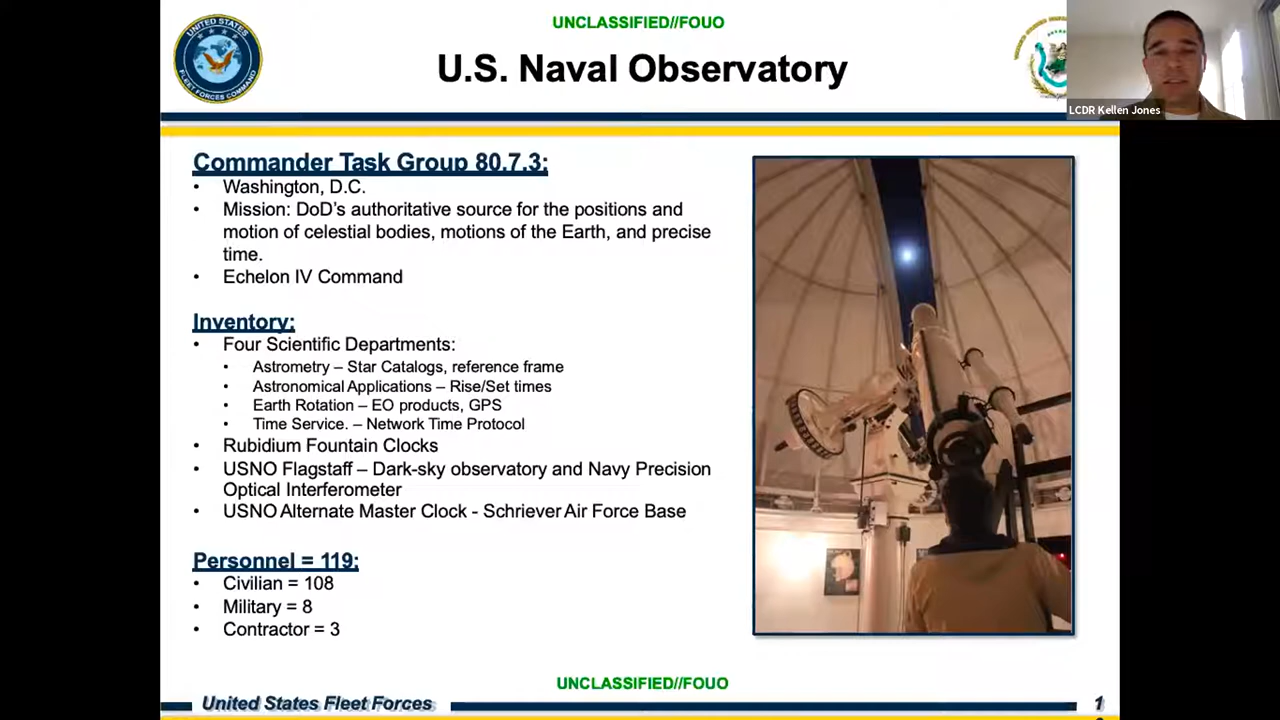 UNCLASSIFIED//FOUO
U.S. Naval Observatory
UNITED STATES
FLEET FORCES COMMAND
LCDR Kellen Jones
Commander Task Group 80.7.3:
• Washington, D.C.
• Mission: DoD's authoritative source for the positions and
motion of celestial bodies, motions of the Earth, and precise
time.
• Echelon IV Command
Inventory:
• Four Scientific Departments:
• Astrometry – Star Catalogs, reference frame
• Astronomical Applications – Rise/Set times
• Earth Rotation – EO products, GPS
• Time Service. – Network Time Protocol
• Rubidium Fountain Clocks
• USNO Flagstaff – Dark-sky observatory and Navy Precision
Optical Interferometer
• USNO Alternate Master Clock - Schriever Air Force Base
Personnel = 119:
• Civilian = 108
• Military = 8
• Contractor = 3
UNCLASSIFIED//FOUO
United States Fleet Forces
1